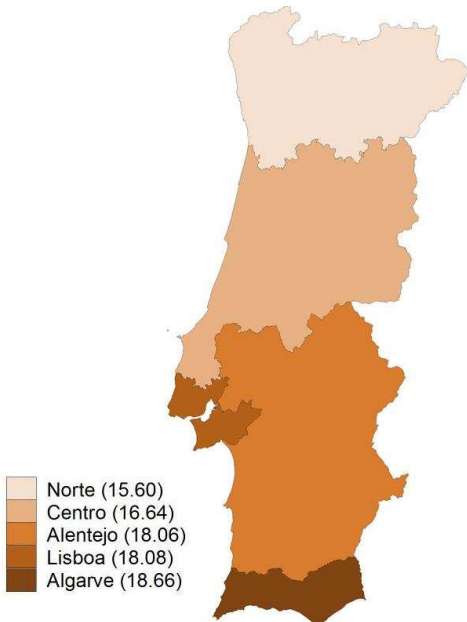 Norte (15.60)
Centro (16.64)
Alentejo (18.06)
Lisboa (18.08)
Algarve (18.66)